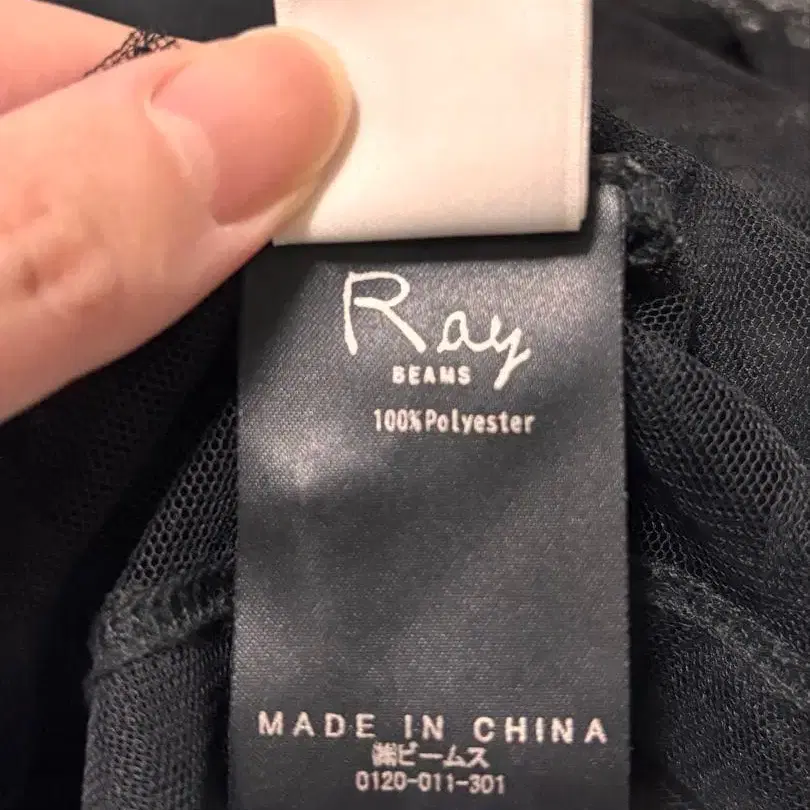 Ray
BEAMS
100%Polyester
MADE IN CHINA
㈱ビームス
0120-011-301